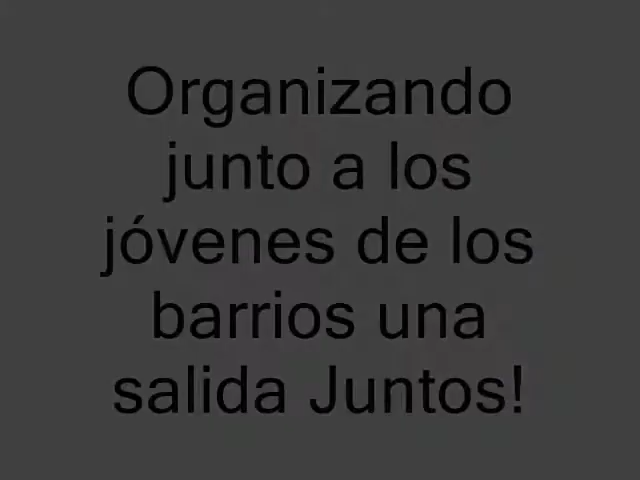 Organizando
junto a los
jóvenes de los
barrios una
salida Juntos!